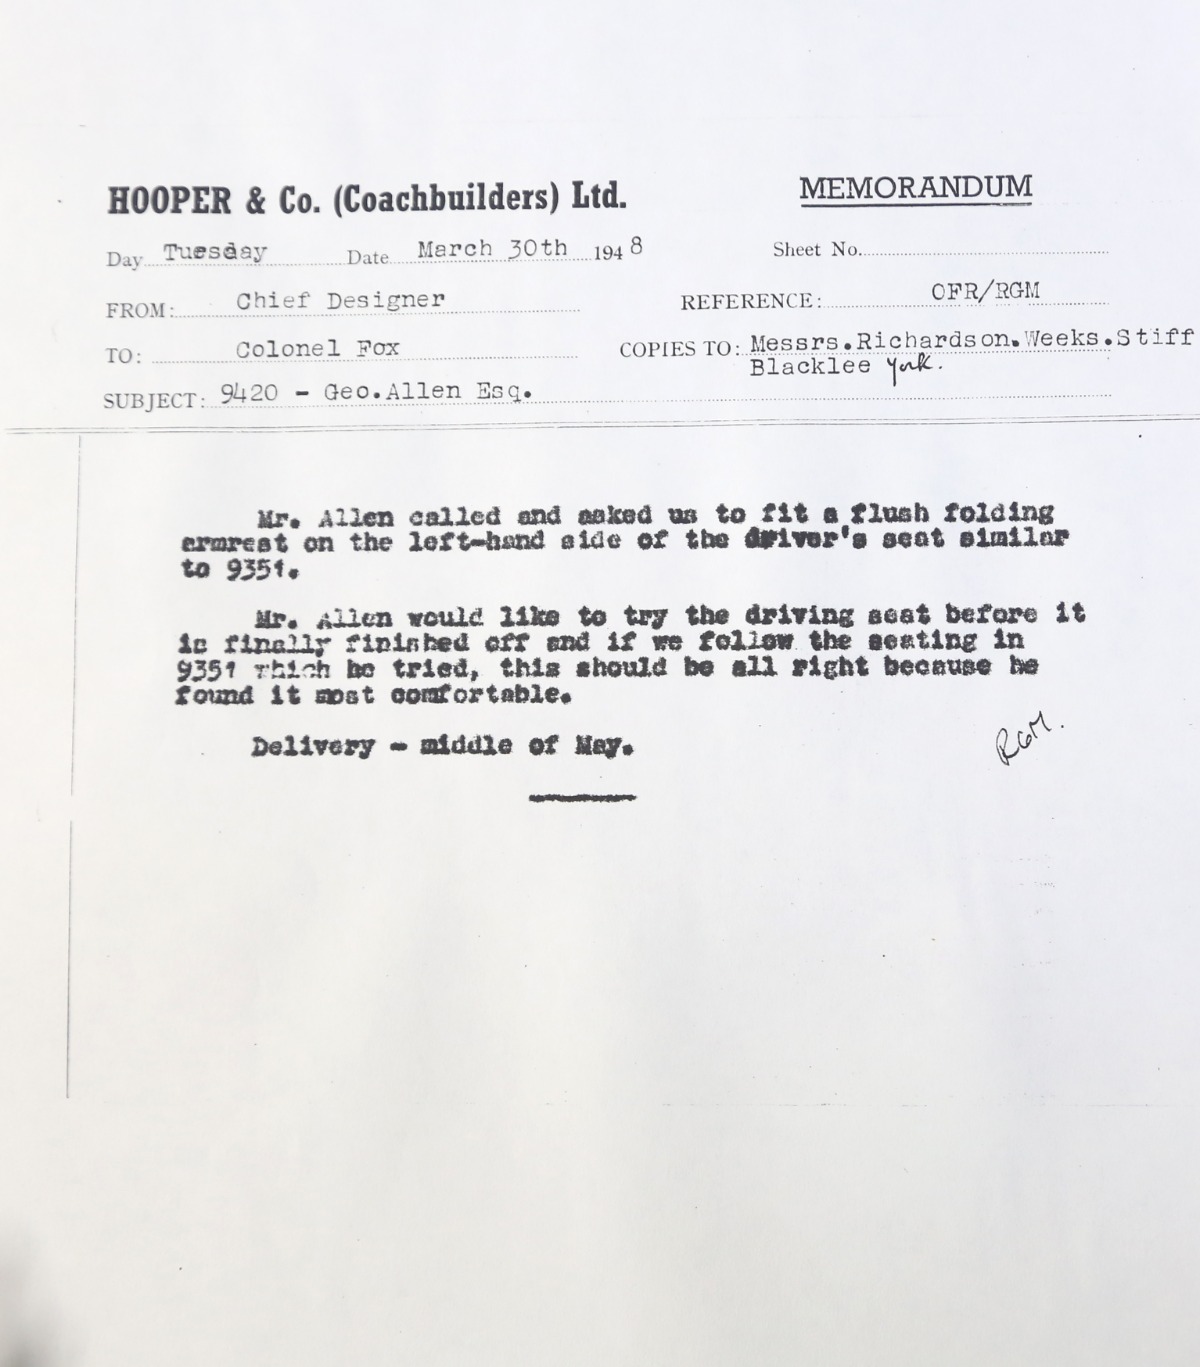 HOOPER & Co. (Coachbuilders) Ltd. MEMORANDUM
Day Tuesday Date March 30th 1948 Sheet No.
FROM: Chief Designer REFERENCE: OFR/RGM
TO: Colonel Fox COPIES TO: Messrs.Richardson.Weeks.Stiff
Blacklee York.
SUBJECT: 9420 - Geo.Allen Esq.
Mr. Allen called and asked us to fit a flush folding
armrest on the left-hand side of the driver's seat similar
to 9351.
Mr. Allen would like to try the driving seat before it
is finally finished off and if we follow the seating in
9351 which he tried, this should be all right because he
found it most comfortable.
Delivery - middle of May.
RGM.